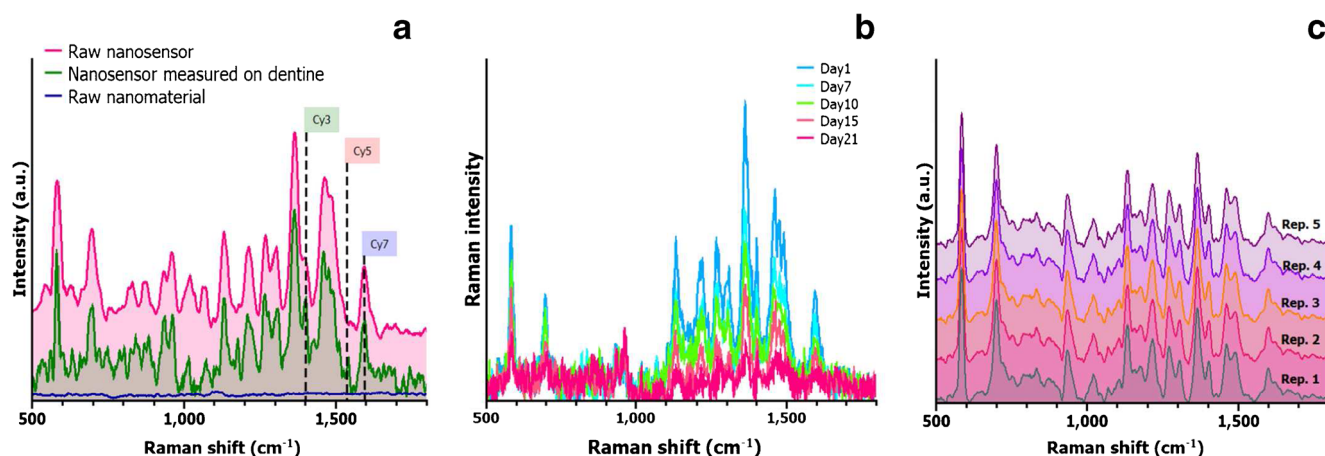 a
Raw nanosensor
Nanosensor measured on dentine
Raw nanomaterial
Cy3
Cy5
Cy7
Intensity (a.u.)
500 1,000 1,500
Raman shift (cm-1)
b
Day1
Day7
Day10
Day15
Day21
Raman intensity
500 1,000 1,500
Raman shift (cm-1)
c
Rep. 5
Rep. 4
Rep. 3
Rep. 2
Rep. 1
Intensity (a.u.)
500 1,000 1,500
Raman shift (cm-1)